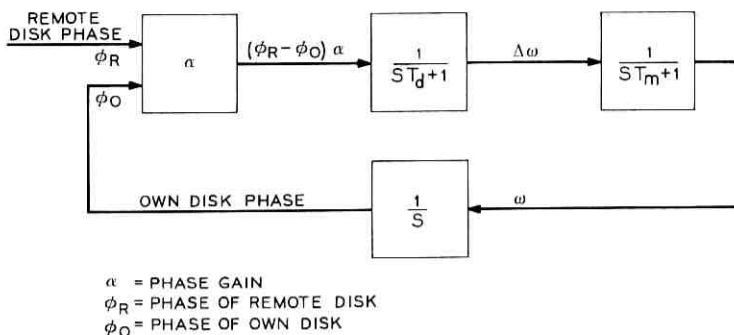 REMOTE
DISK PHASE
ϕR
ϕO
α
(ϕR−ϕO) α
1
STd+1
Δω
1
STm+1
OWN DISK PHASE
1
S
ω
α = PHASE GAIN
ϕR = PHASE OF REMOTE DISK
ϕO = PHASE OF OWN DISK